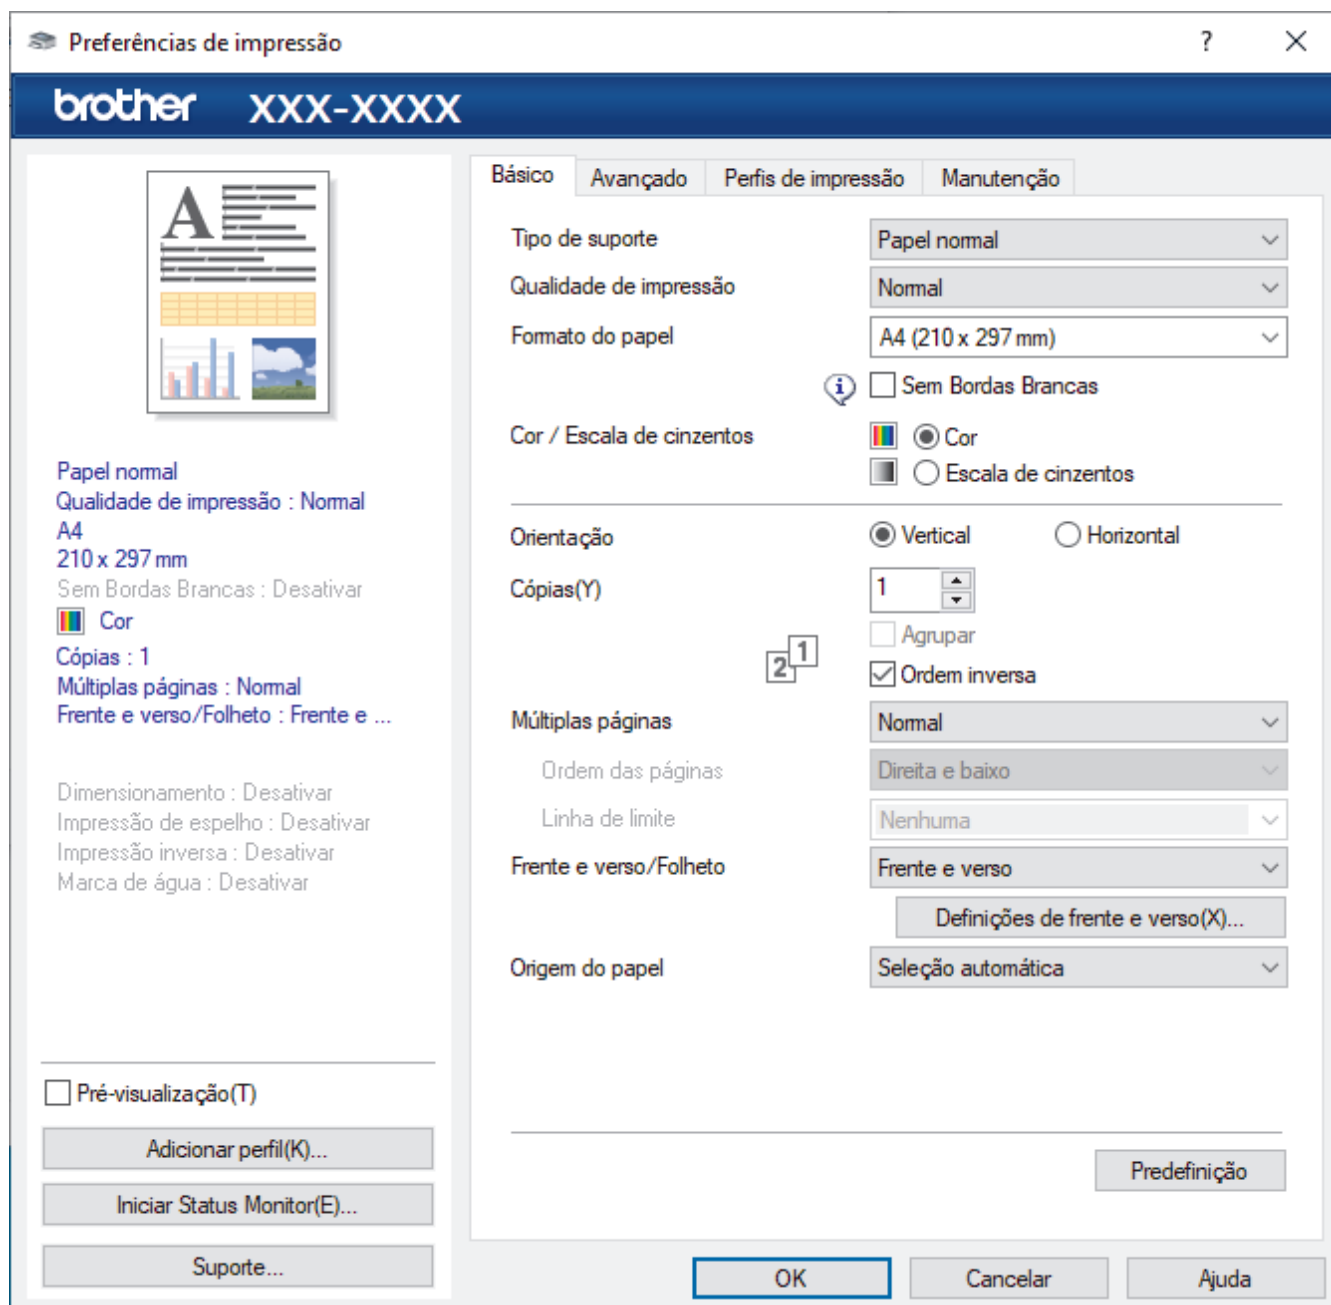 Preferências de impressão
?
brother XXX-XXXX
A
Papel normal
Qualidade de impressão : Normal
A4
210 x 297 mm
Sem Bordas Brancas : Desativar
Cor
Cópias : 1
Múltiplas páginas : Normal
Frente e verso/Folheto : Frente e ...
Dimensionamento : Desativar
Impressão de espelho : Desativar
Impressão inversa : Desativar
Marca de água : Desativar
Pré-visualização(T)
Adicionar perfil(K)...
Iniciar Status Monitor(E)...
Suporte...
Básico Avançado Perfis de impressão Manutenção
Tipo de suporte Papel normal
Qualidade de impressão Normal
Formato do papel A4 (210 x 297 mm)
i Sem Bordas Brancas
Cor / Escala de cinzentos Cor
Escala de cinzentos
Orientação Vertical Horizontal
Cópias(Y) 1
Agrupar
2 1
Ordem inversa
Múltiplas páginas Normal
Ordem das páginas Direita e baixo
Linha de limite Nenhuma
Frente e verso/Folheto Frente e verso
Definições de frente e verso(X)...
Origem do papel Seleção automática
Predefinição
OK Cancelar Ajuda